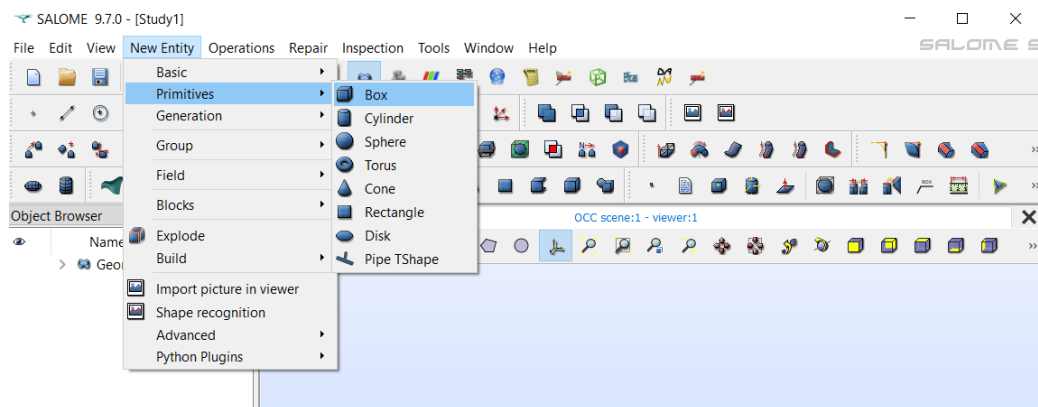 SALOME 9.7.0 - [Study1]
File Edit View New Entity Operations Repair Inspection Tools Window Help
SALOME
Basic
Primitives
Generation
Group
Field
Blocks
Explode
Build
Import picture in viewer
Shape recognition
Advanced
Python Plugins
Box
Cylinder
Sphere
Torus
Cone
Rectangle
Disk
Pipe TShape
Object Browser
Name
OCC scene:1 - viewer:1